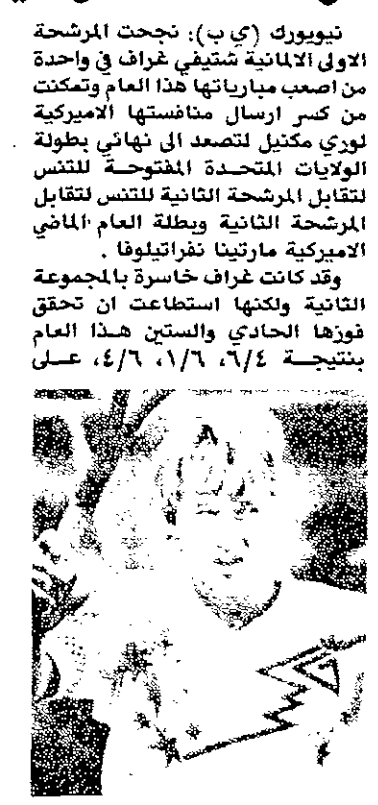 نيويورك (ي ب): نجحت المرشحة
الاولى الالمانية شتيفي غراف في واحدة
من اصعب مبارياتها هذا العام وتمكنت
من كسر ارسال منافستها الاميركية
لوري مكنيل لتصعد الى نهائي بطولة
الولايات المتحدة المفتوحة للتنس
لتقابل المرشحة الثانية للتنس لتقابل
المرشحة الثانية وبطلة العام الماضي
الاميركية مارتينا نفراتيلوفا .
وقد كانت غراف خاسرة بالمجموعة
الثانية ولكنها استطاعت ان تحقق
فوزها الحادي والستين هذا العام
بنتيجة ٦/٤، ١/٦، ٤/٦، على